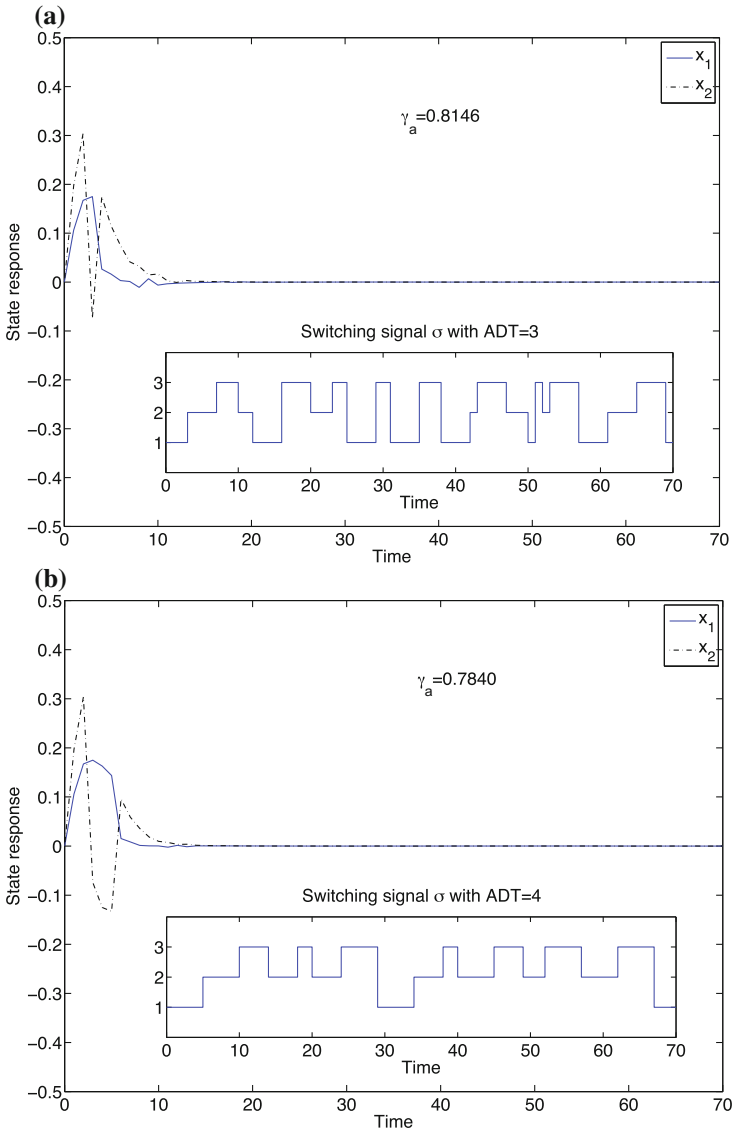 (a)
0.5
0.4
0.3
0.2
0.1
0
−0.1
−0.2
−0.3
−0.4
−0.5
State response
x1
x2
γa=0.8146
Switching signal σ with ADT=3
3
2
1
0 10 20 30 40 50 60 70
Time
0 10 20 30 40 50 60 70
Time
(b)
0.5
0.4
0.3
0.2
0.1
0
−0.1
−0.2
−0.3
−0.4
−0.5
State response
x1
x2
γa=0.7840
Switching signal σ with ADT=4
3
2
1
0 10 20 30 40 50 60 70
Time
0 10 20 30 40 50 60 70
Time